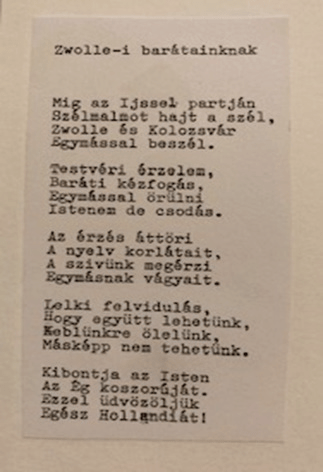 Zwolle-i barátainknak
Mig az Ijssel partján
Szélmalmot hajt a szél,
Zwolle és Kolozsvár
Egymással beszél.
Testvéri érzelem,
Baráti kézfogás,
Egymással örülni
Istenem de csodás.
Az érzés áttöri
A nyelv korlátait,
A szivünk megérzi
Egymásnak vágyait.
Lelki felvidulás,
Hogy együtt lehetünk,
Keblünkre ölelünk,
Másképp nem tehetünk.
Kibontja az Isten
Az Ég koszorúját.
Ezzel üdvözöljük
Egész Hollandiát!